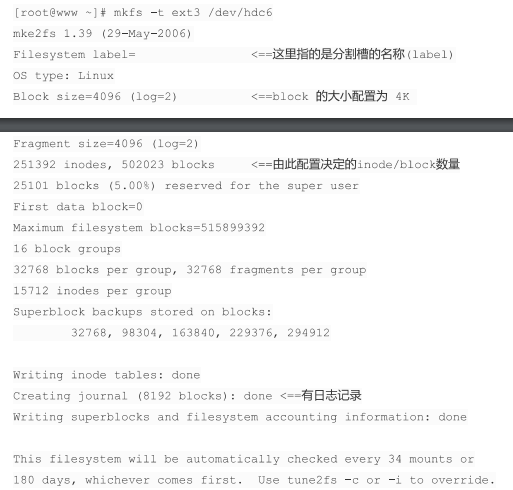 [root@www ~]# mkfs -t ext3 /dev/hdc6
mke2fs 1.39 (29-May-2006)
Filesystem label= <==这里指的是分割槽的名称(label)
OS type: Linux
Block size=4096 (log=2) <==block 的大小配置为 4K
Fragment size=4096 (log=2)
251392 inodes, 502023 blocks <==由此配置决定的inode/block数量
25101 blocks (5.00%) reserved for the super user
First data block=0
Maximum filesystem blocks=515899392
16 block groups
32768 blocks per group, 32768 fragments per group
15712 inodes per group
Superblock backups stored on blocks:
32768, 98304, 163840, 229376, 294912
Writing inode tables: done
Creating journal (8192 blocks): done <==有日志记录
Writing superblocks and filesystem accounting information: done
This filesystem will be automatically checked every 34 mounts or
180 days, whichever comes first. Use tune2fs -c or -i to override.